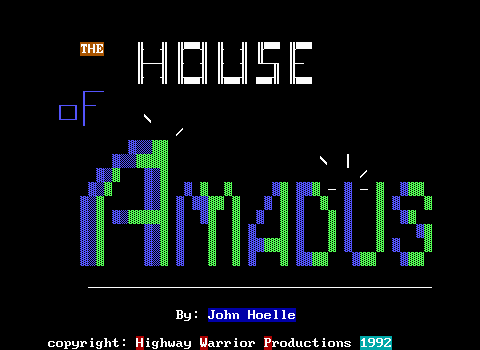 THE HOUSE
of
AMADUS
By: John Hoelle
copyright: Highway Warrior Productions 1992